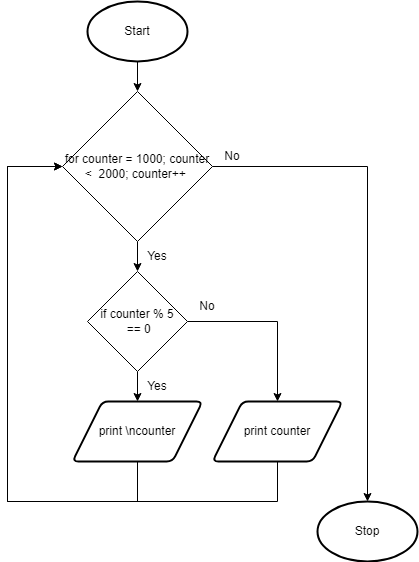 Start
for counter = 1000; counter
< 2000; counter++
No
Yes
if counter % 5
== 0
No
Yes
print \ncounter
print counter
Stop